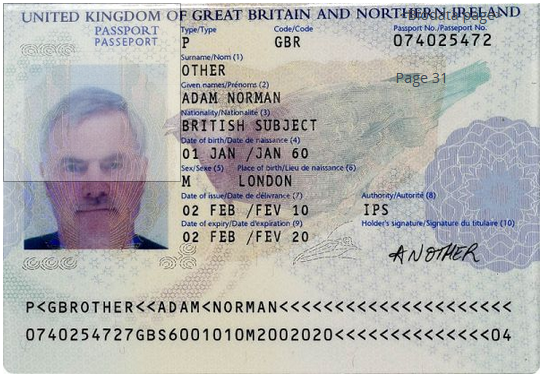 UNITED KINGDOM OF GREAT BRITAIN AND NORTHERN IRELAND
Biodata page
PASSPORT
PASSEPORT
Type/Type Code/Code Passport No./Passeport No.
P GBR 074025472
Surname/Nom (1)
OTHER
Page 31
Given names/Prénoms (2)
ADAM NORMAN
Nationality/Nationalité (3)
BRITISH SUBJECT
Date of birth/Date de naissance (4)
01 JAN /JAN 60
Sex/Sexe (5) Place of birth/Lieu de naissance (6)
M LONDON
Date of issue/Date de délivrance (7) Authority/Autorité (8)
02 FEB /FEV 10 IPS
Date of expiry/Date d'expiration (9) Holder's signature/Signature du titulaire (10)
02 FEB /FEV 20
A NOTHER
P<GBROTHER<<ADAM<NORMAN<<<<<<<<<<<<<<<<<<<<<
0740254727GBS6001010M2002020<<<<<<<<<<<<<<04